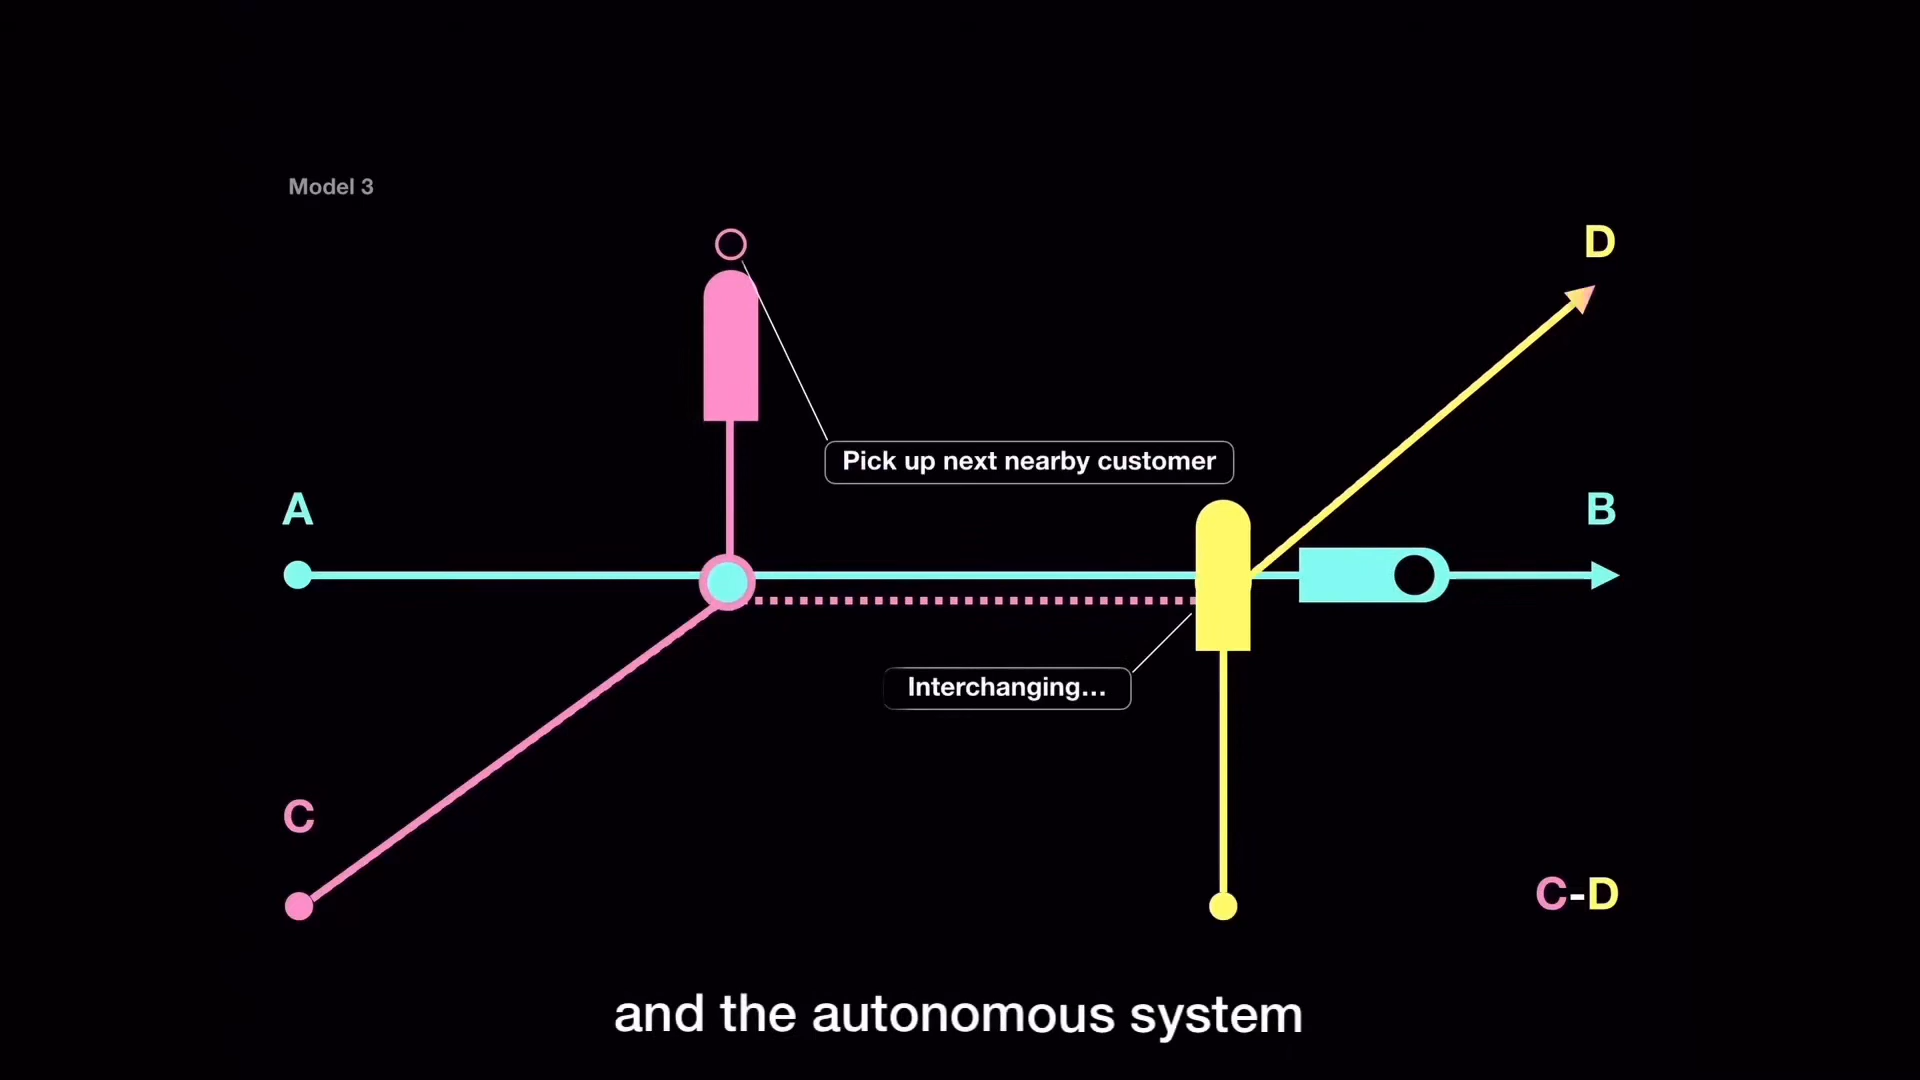 Model 3
D
Pick up next nearby customer
A
B
Interchanging...
C
C-D
and the autonomous system